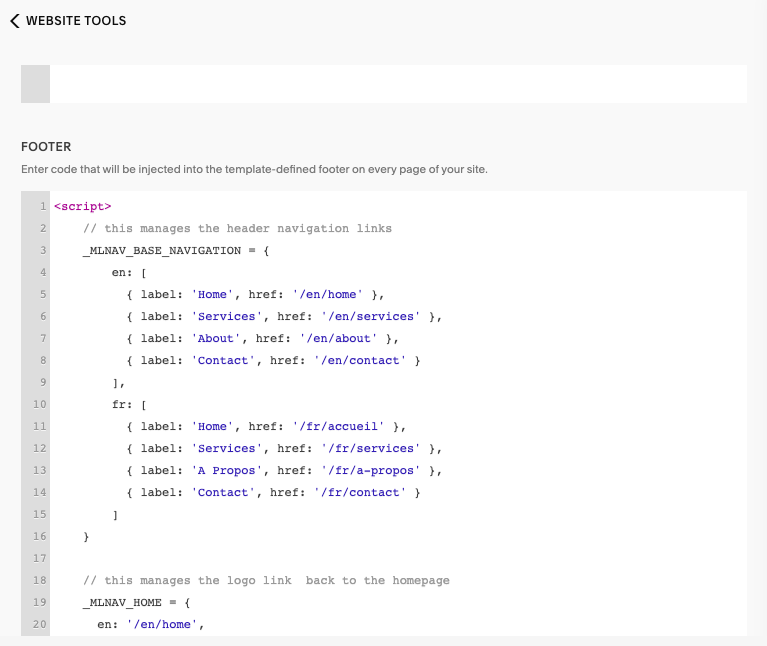 WEBSITE TOOLS
FOOTER
Enter code that will be injected into the template-defined footer on every page of your site.
1 <script>
2 // this manages the header navigation links
3 _MLNAV_BASE_NAVIGATION = {
4 en: [
5 { label: 'Home', href: '/en/home' },
6 { label: 'Services', href: '/en/services' },
7 { label: 'About', href: '/en/about' },
8 { label: 'Contact', href: '/en/contact' }
9 ],
10 fr: [
11 { label: 'Home', href: '/fr/accueil' },
12 { label: 'Services', href: '/fr/services' },
13 { label: 'A Propos', href: '/fr/a-propos' },
14 { label: 'Contact', href: '/fr/contact' }
15 ]
16 }
17
18 // this manages the logo link  back to the homepage
19 _MLNAV_HOME = {
20 en: '/en/home',